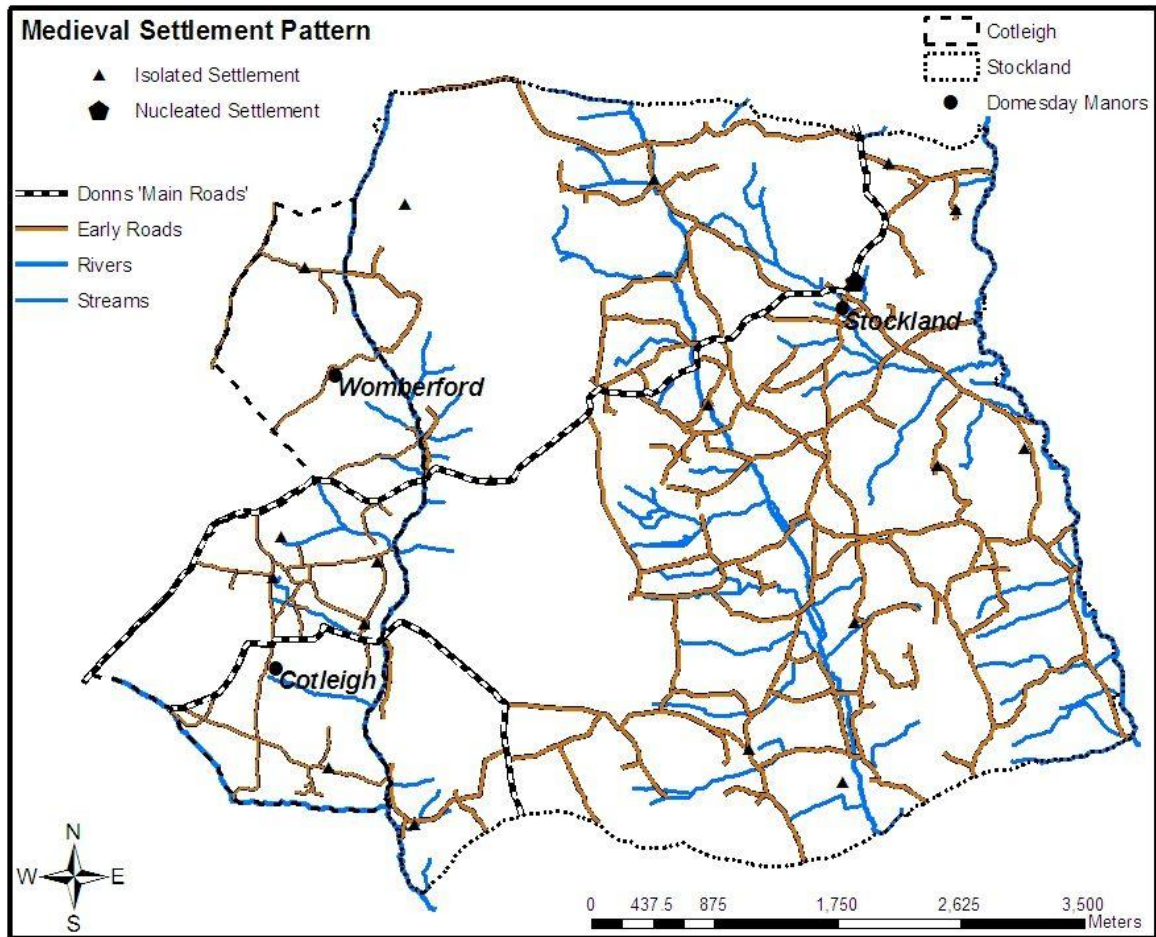 Medieval Settlement Pattern
Isolated Settlement
Nucleated Settlement
Donns 'Main Roads'
Early Roads
Rivers
Streams
Cotleigh
Stockland
Domesday Manors
Stockland
Womberford
Cotleigh
N
W E
S
0 437.5 875 1,750 2,625 3,500
Meters